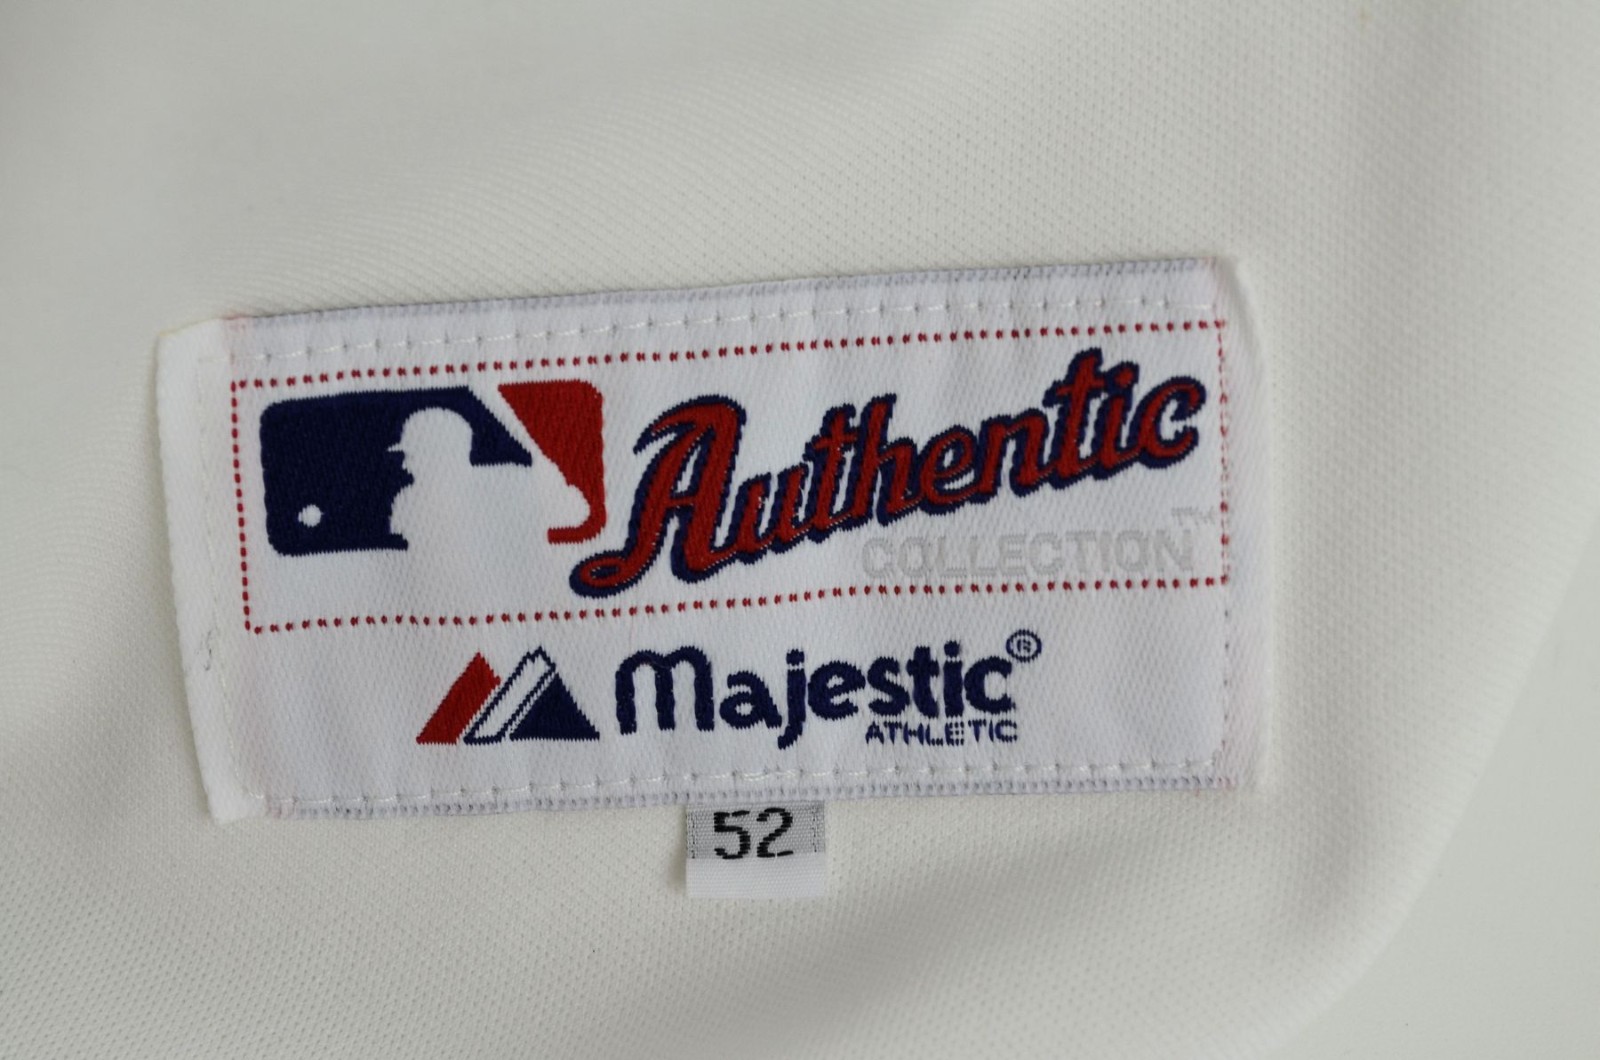 Authentic
COLLECTION™
Majestic®
ATHLETIC
52